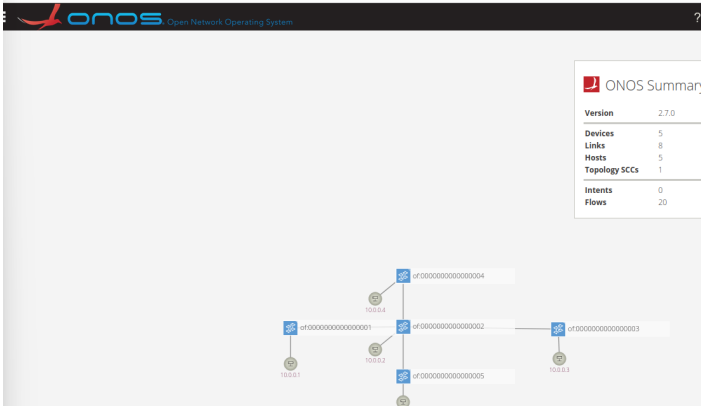 ONOS Open Network Operating System
?
ONOS Summary
Version 2.7.0
Devices 5
Links 8
Hosts 5
Topology SCCs 1
Intents 0
Flows 20
of:0000000000000004
10.0.0.4
of:0000000000000001
of:0000000000000002
of:0000000000000003
10.0.0.1
10.0.0.2
10.0.0.3
of:0000000000000005